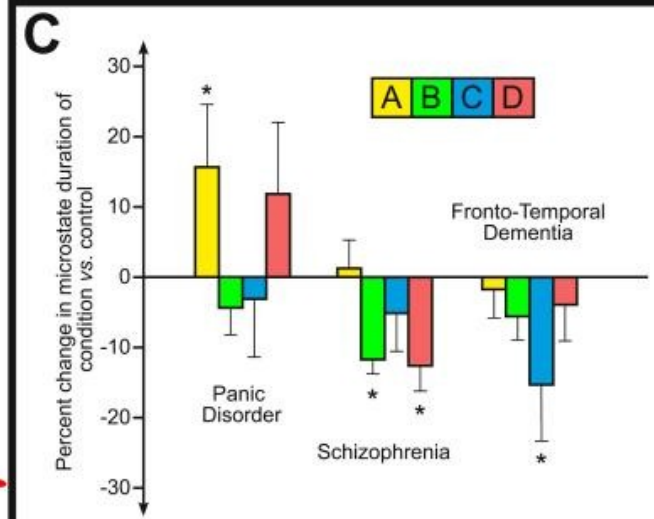 C
Percent change in microstate duration of
condition vs. control
30
20
10
0
-10
-20
-30
A B C D
*
Panic
Disorder
*
*
Schizophrenia
Fronto-Temporal
Dementia
*